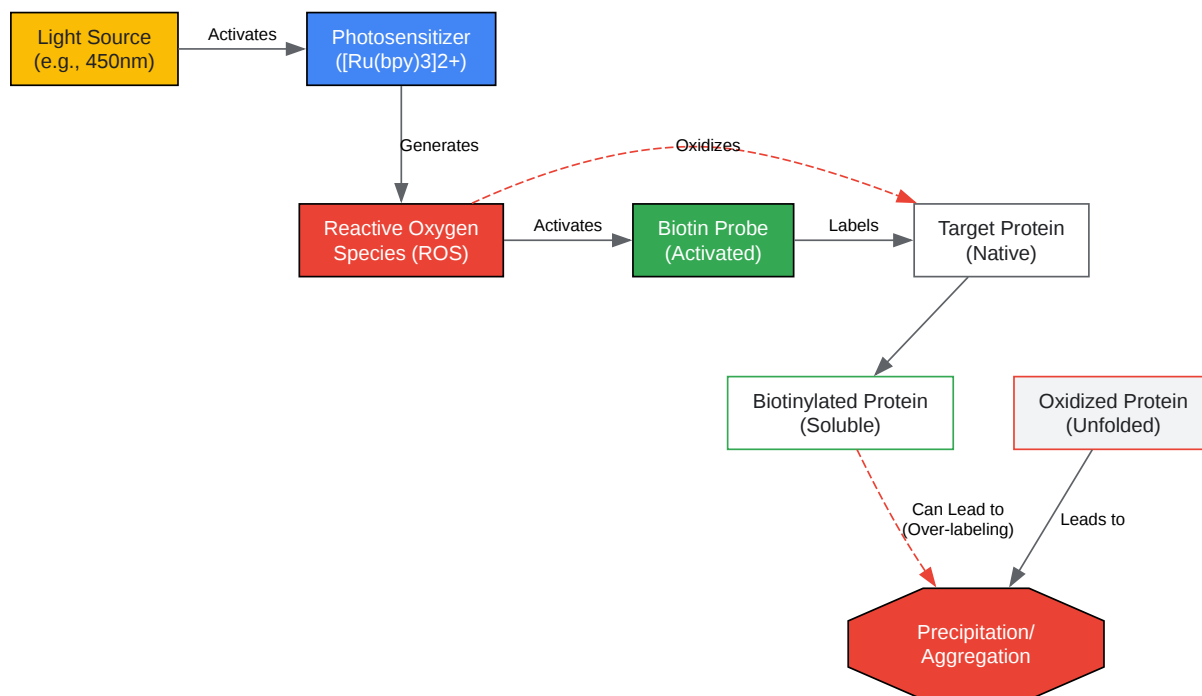 Light Source
(e.g., 450nm)
Activates
Photosensitizer
([Ru(bpy)3]2+)
Generates
Oxidizes
Reactive Oxygen
Species (ROS)
Activates
Biotin Probe
(Activated)
Labels
Target Protein
(Native)
Biotinylated Protein
(Soluble)
Oxidized Protein
(Unfolded)
Can Lead to
(Over-labeling)
Leads to
Precipitation/
Aggregation